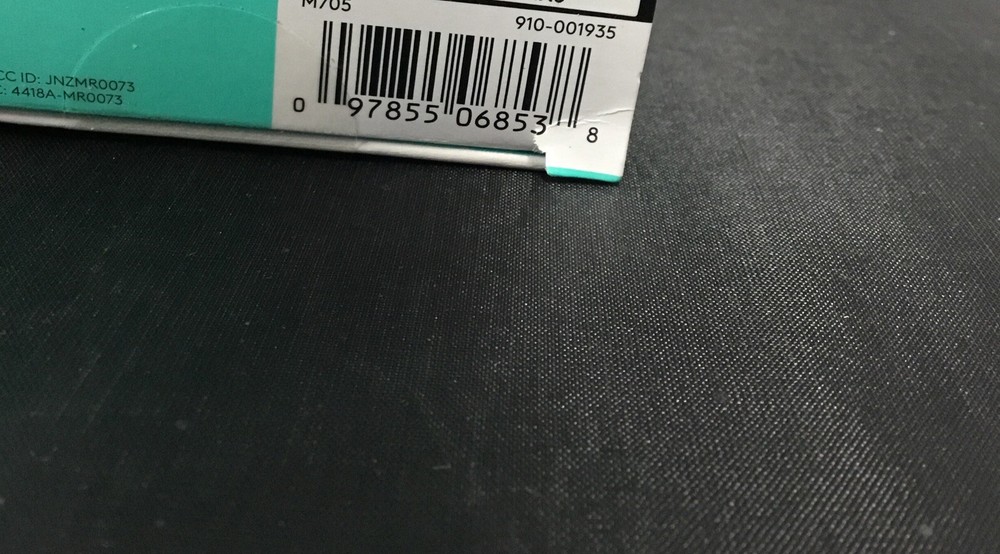 M705
910-001935
CC ID: JNZMR0073
: 4418A-MR0073
0 97855 06853 8